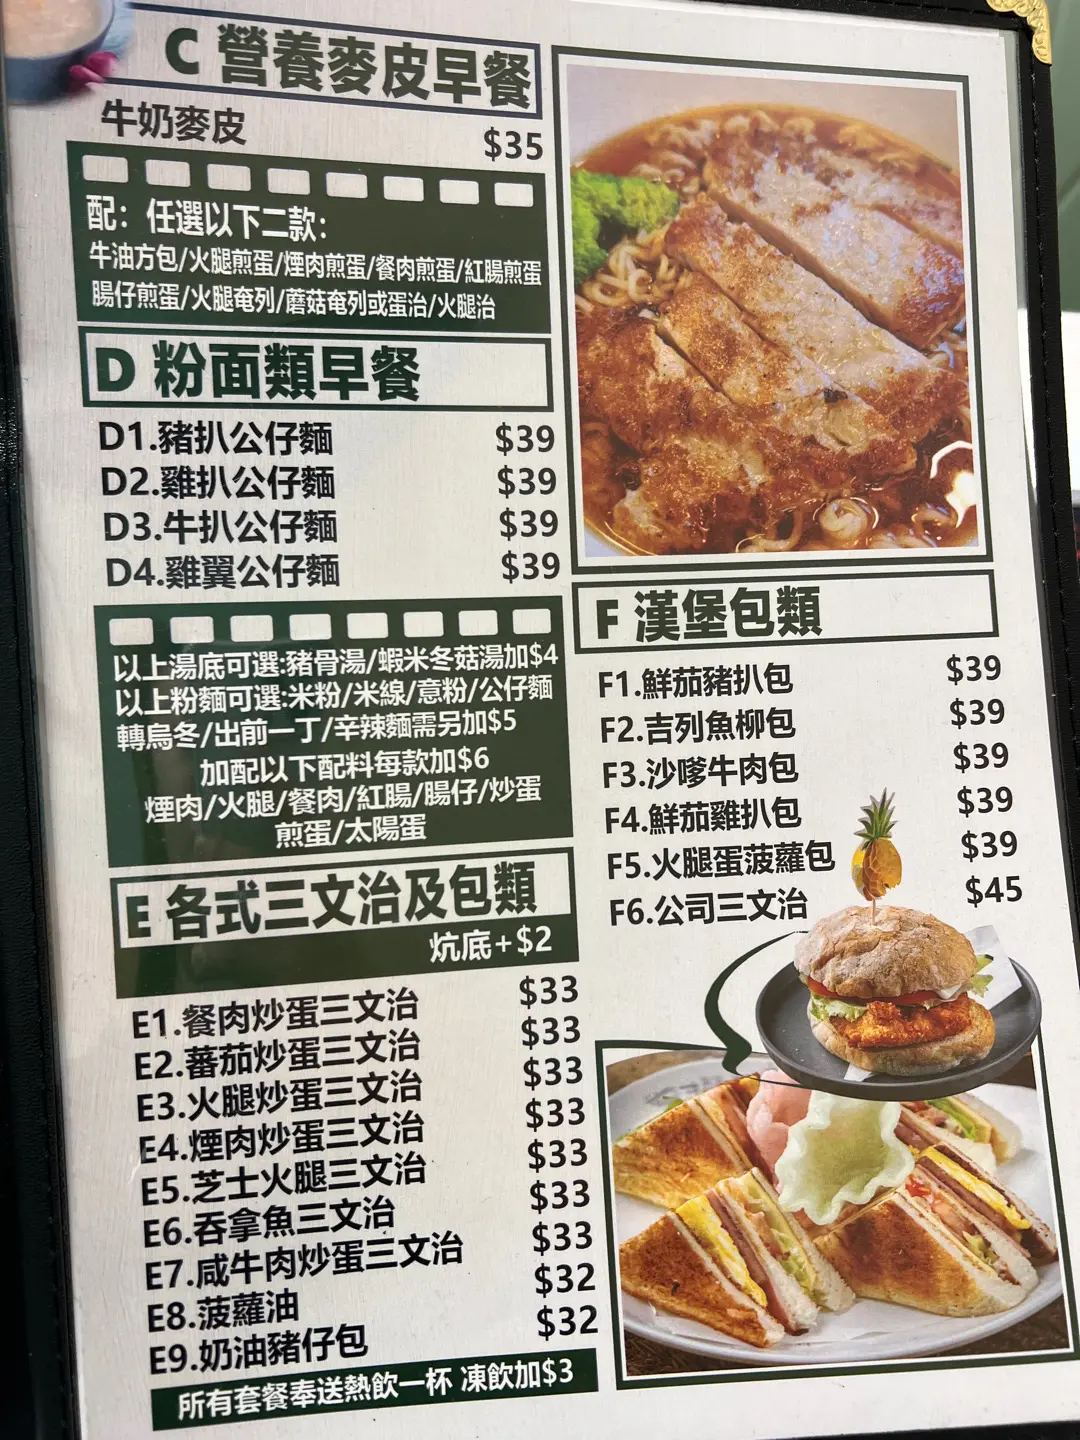 C 營養麥皮早餐
牛奶麥皮 $35
配：任選以下二款：
牛油方包/火腿煎蛋/煙肉煎蛋/餐肉煎蛋/紅腸煎蛋
腸仔煎蛋/火腿奄列/蘑菇奄列或蛋治/火腿治
D 粉面類早餐
D1.豬扒公仔麵 $39
D2.雞扒公仔麵 $39
D3.牛扒公仔麵 $39
D4.雞翼公仔麵 $39
以上湯底可選:豬骨湯/蝦米冬菇湯加$4
以上粉麵可選:米粉/米線/意粉/公仔麵
轉烏冬/出前一丁/辛辣麵需另加$5
加配以下配料每款加$6
煙肉/火腿/餐肉/紅腸/腸仔/炒蛋
煎蛋/太陽蛋
E 各式三文治及包類
炕底+$2
E1.餐肉炒蛋三文治 $33
E2.蕃茄炒蛋三文治 $33
E3.火腿炒蛋三文治 $33
E4.煙肉炒蛋三文治 $33
E5.芝士火腿三文治 $33
E6.吞拿魚三文治 $33
E7.咸牛肉炒蛋三文治 $33
E8.菠蘿油 $32
E9.奶油豬仔包 $32
所有套餐奉送熱飲一杯 凍飲加$3
F 漢堡包類
F1.鮮茄豬扒包 $39
F2.吉列魚柳包 $39
F3.沙嗲牛肉包 $39
F4.鮮茄雞扒包 $39
F5.火腿蛋菠蘿包 $39
F6.公司三文治 $45